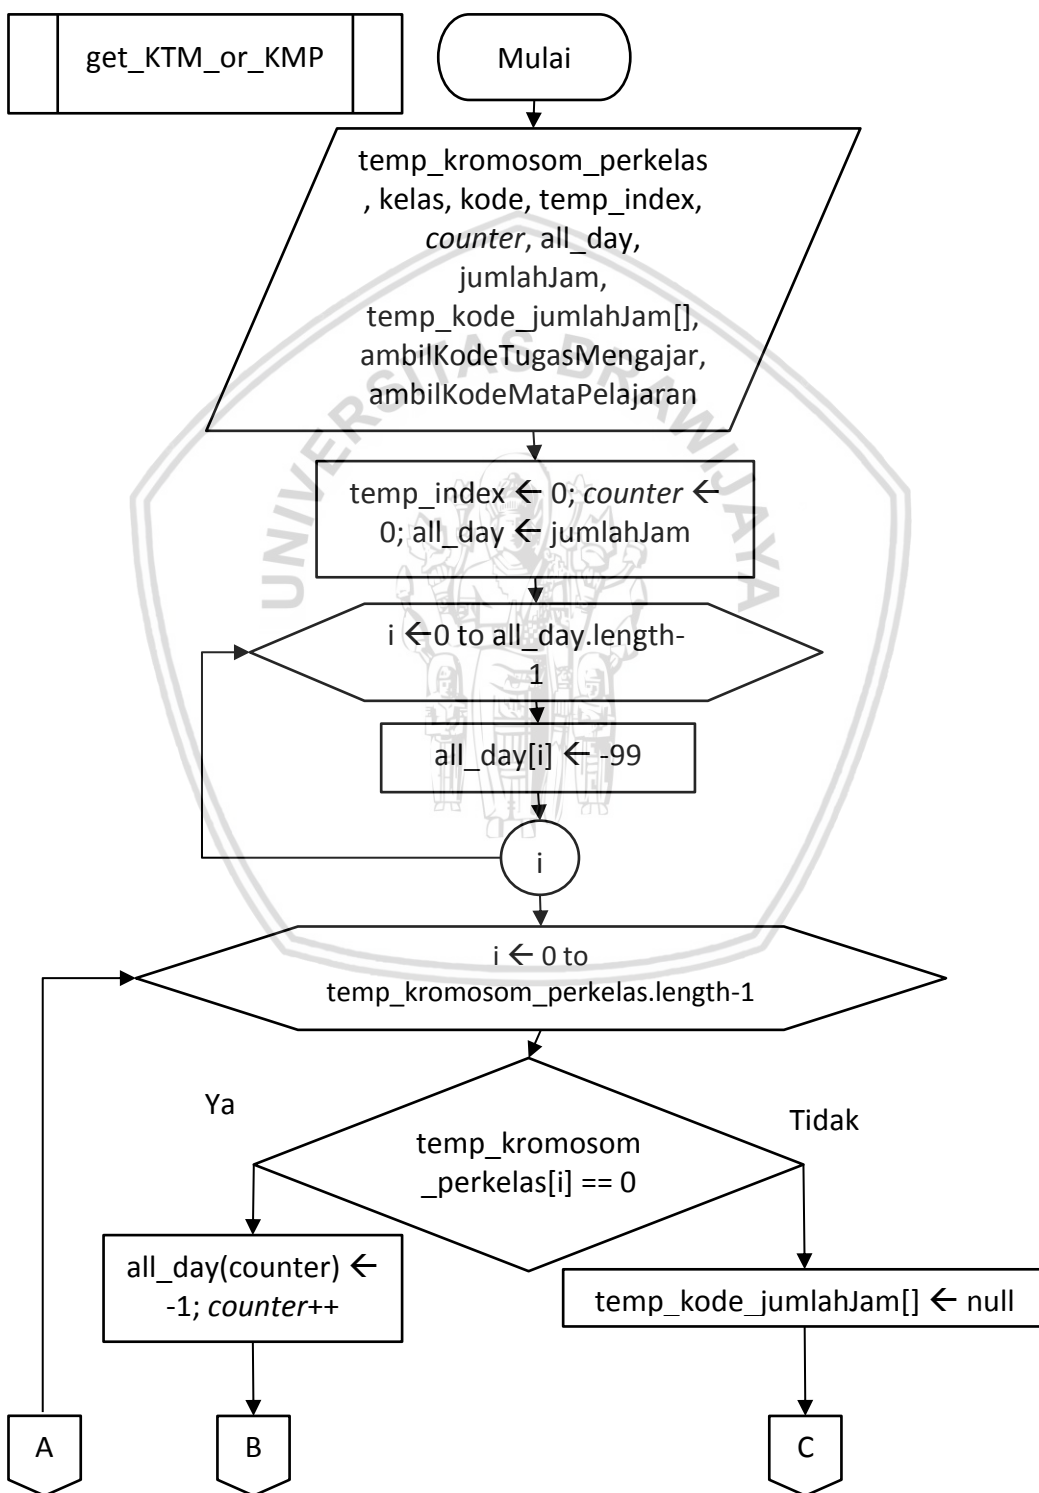 get_KTM_or_KMP
Mulai
temp_kromosom_perkelas
, kelas, kode, temp_index,
counter, all_day,
jumlahJam,
temp_kode_jumlahJam[],
ambilKodeTugasMengajar,
ambilKodeMataPelajaran
temp_index ← 0; counter ←
0; all_day ← jumlahJam
i ←0 to all_day.length-
1
all_day[i] ← -99
i
i ← 0 to
temp_kromosom_perkelas.length-1
Ya
Tidak
temp_kromosom
_perkelas[i] == 0
all_day(counter) ←
-1; counter++
temp_kode_jumlahJam[] ← null
A
B
C
UNIVERSITAS BRAWIJAYA